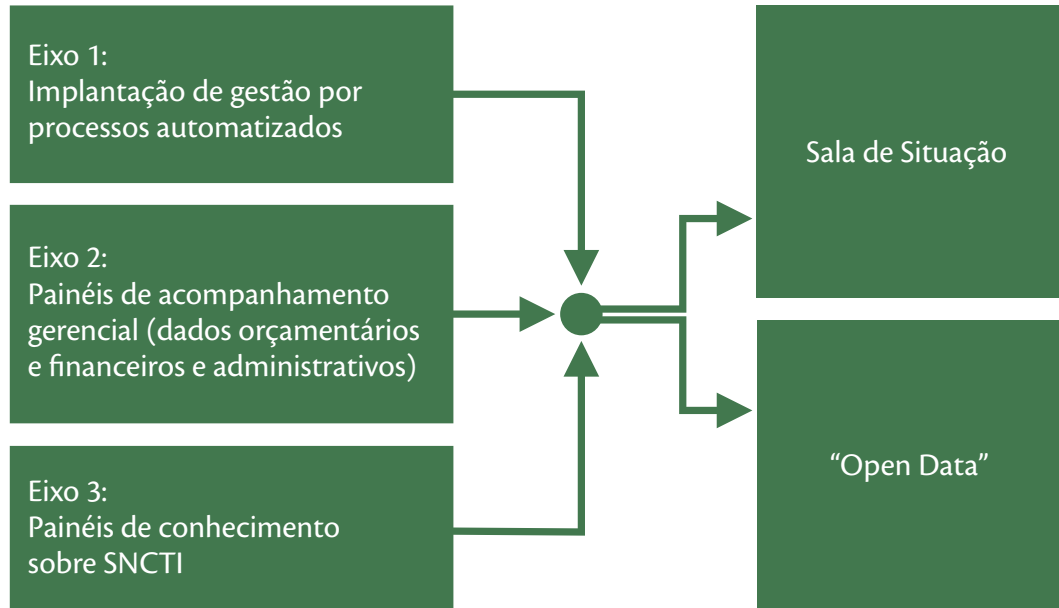 Eixo 1:
Implantação de gestão por
processos automatizados
Eixo 2:
Painéis de acompanhamento
gerencial (dados orçamentários
e financeiros e administrativos)
Eixo 3:
Painéis de conhecimento
sobre SNCTI
Sala de Situação
“Open Data”